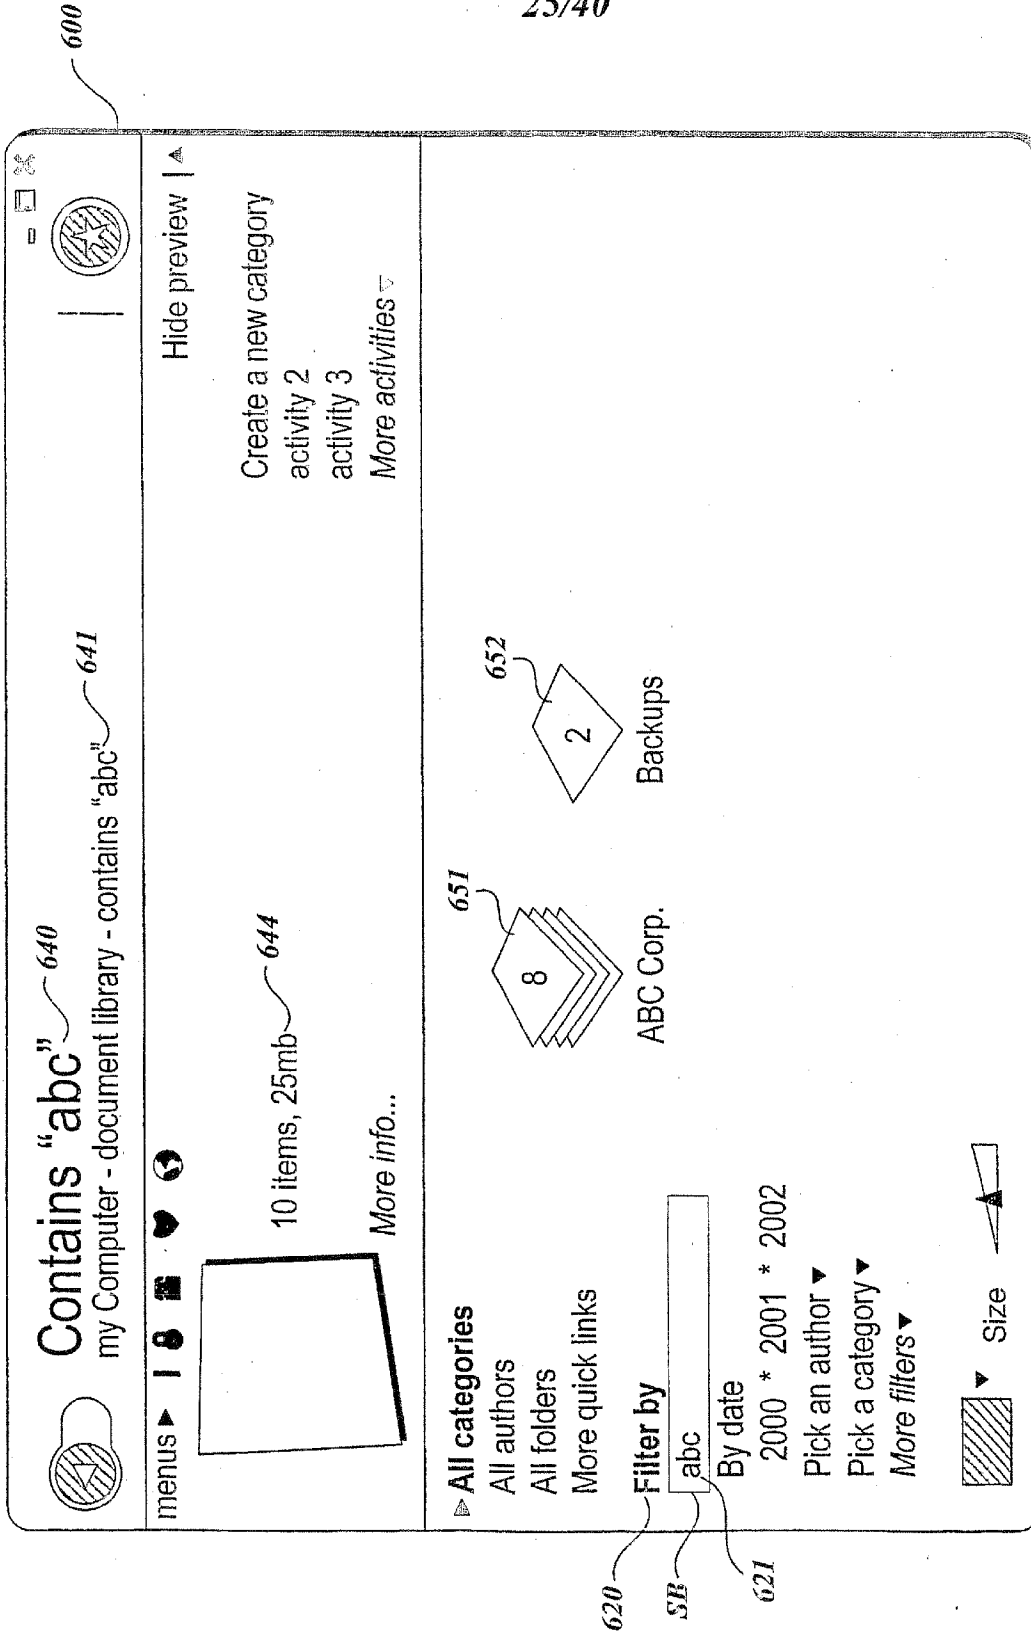 25/40
600
Contains “abc”
640
my Computer - document library - contains “abc”
641
menus
Hide preview
10 items, 25mb
644
More info...
Create a new category
activity 2
activity 3
More activities
All categories
All authors
All folders
More quick links
651
8
ABC Corp.
652
2
Backups
620
Filter by
SB
abc
621
By date
2000 * 2001 * 2002
Pick an author
Pick a category
More filters
Size